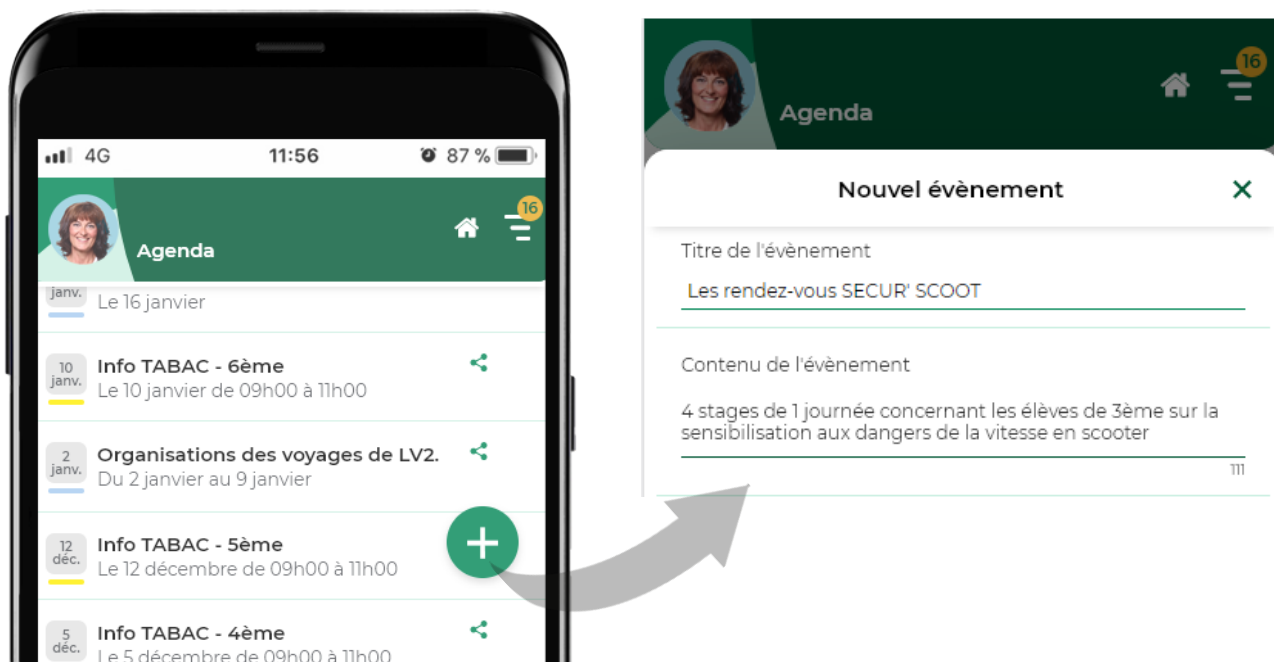 4G 11:56 87 %
16
Agenda
janv.
Le 16 janvier
10
janv.
Info TABAC - 6ème
Le 10 janvier de 09h00 à 11h00
2
janv.
Organisations des voyages de LV2.
Du 2 janvier au 9 janvier
12
déc.
Info TABAC - 5ème
Le 12 décembre de 09h00 à 11h00
5
déc.
Info TABAC - 4ème
Le 5 décembre de 09h00 à 11h00
16
Agenda
Nouvel évènement
Titre de l'évènement
Les rendez-vous SECUR' SCOOT
Contenu de l'évènement
4 stages de 1 journée concernant les élèves de 3ème sur la
sensibilisation aux dangers de la vitesse en scooter
111